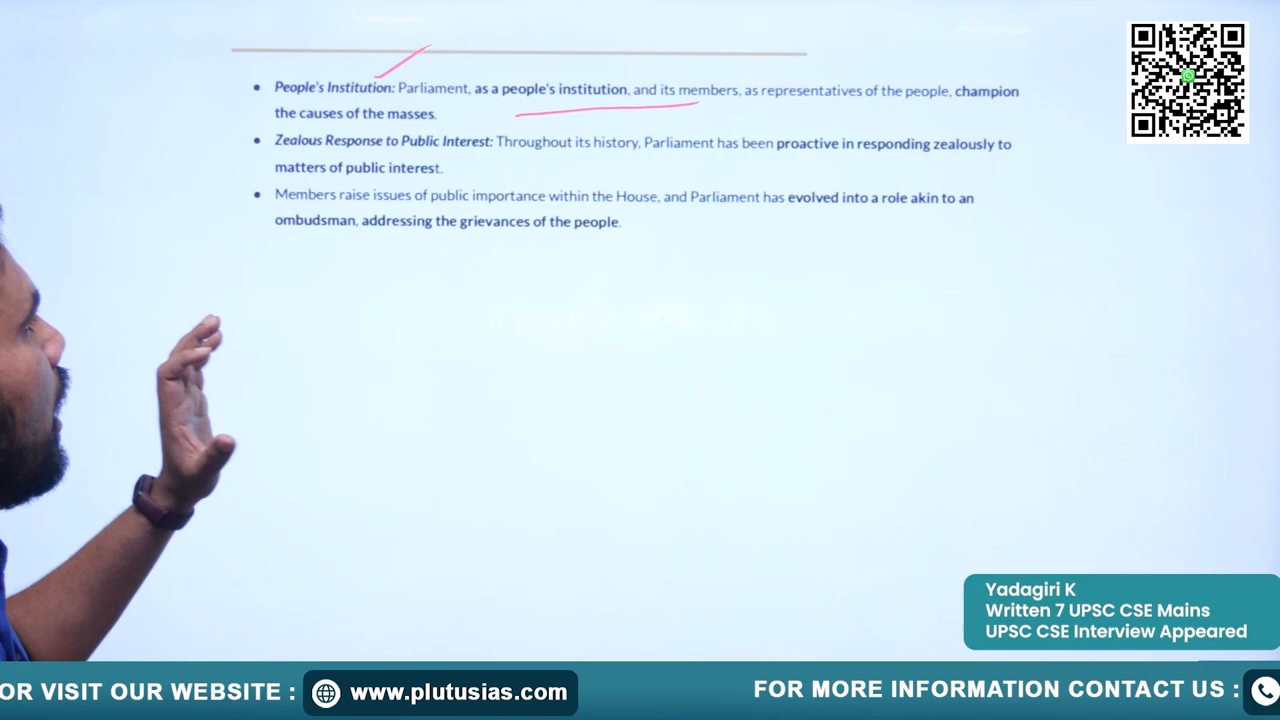 People's Institution: Parliament, as a people's institution, and its members, as representatives of the people, champion
the causes of the masses.
Zealous Response to Public Interest: Throughout its history, Parliament has been proactive in responding zealously to
matters of public interest.
Members raise issues of public importance within the House, and Parliament has evolved into a role akin to an
ombudsman, addressing the grievances of the people.
Yadagiri K
Written 7 UPSC CSE Mains
UPSC CSE Interview Appeared
OR VISIT OUR WEBSITE : www.plutusias.com
FOR MORE INFORMATION CONTACT US :